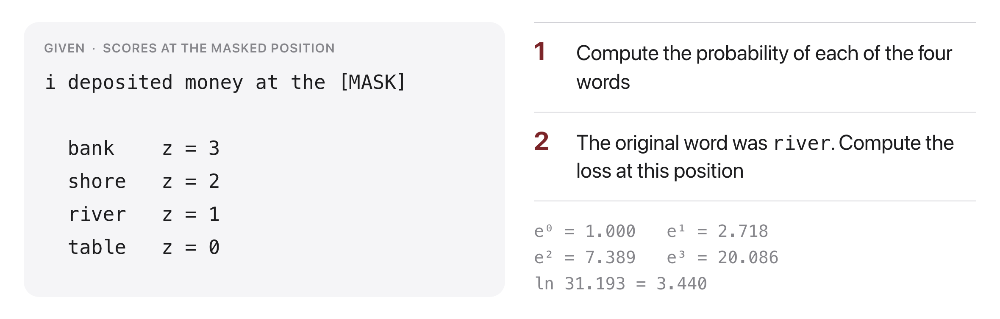 GIVEN · SCORES AT THE MASKED POSITION
i deposited money at the [MASK]
bank z = 3
shore z = 2
river z = 1
table z = 0
1 Compute the probability of each of the four
words
2 The original word was river. Compute the
loss at this position
e⁰ = 1.000 e¹ = 2.718
e² = 7.389 e³ = 20.086
ln 31.193 = 3.440